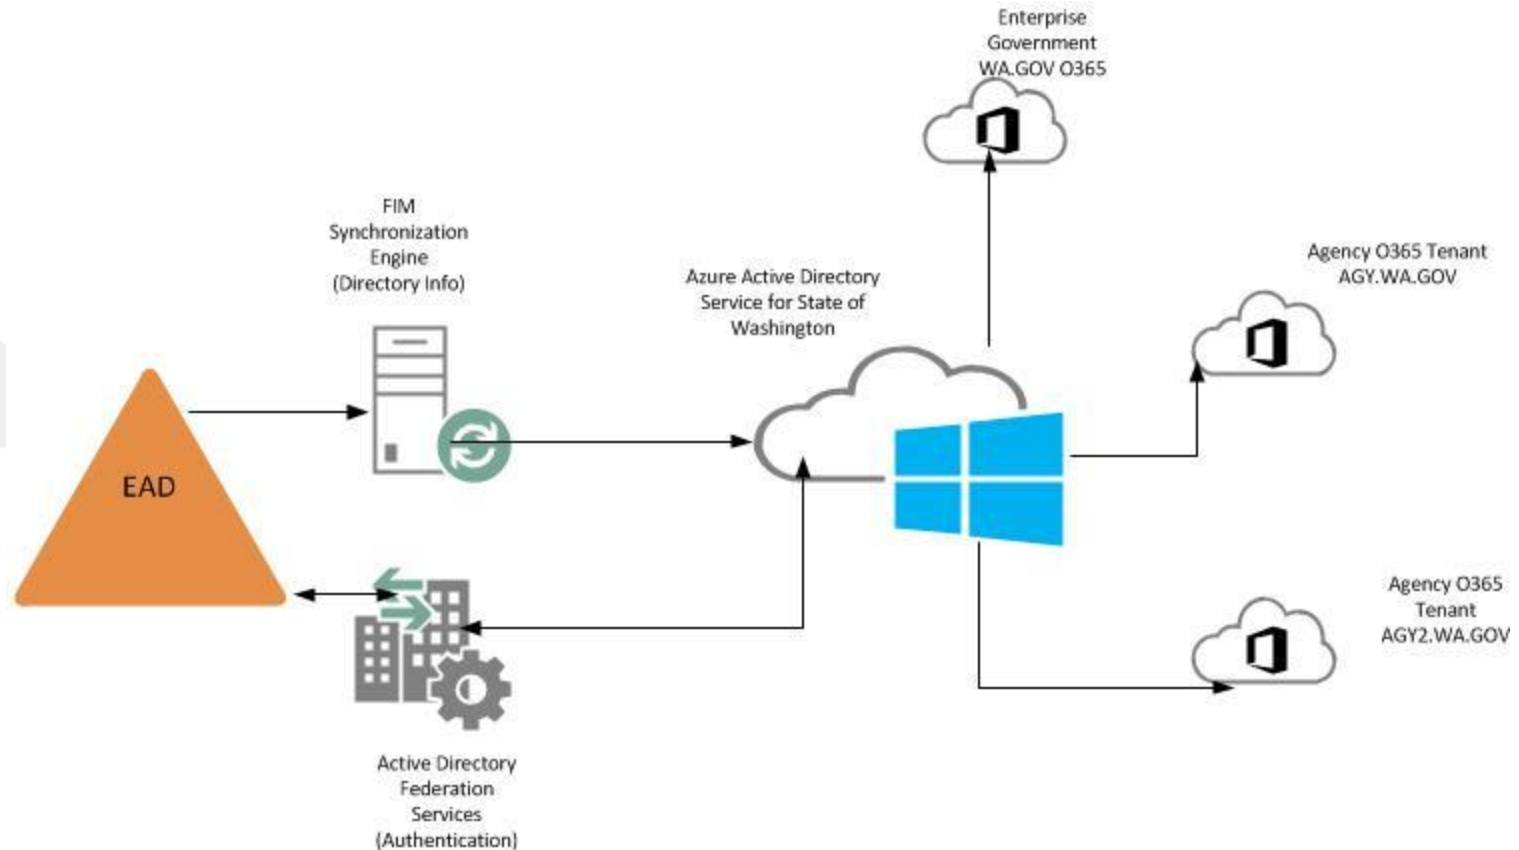 Enterprise
Government
WA.GOV O365
FIM
Synchronization
Engine
(Directory Info)
Azure Active Directory
Service for State of
Washington
Agency O365 Tenant
AGY.WA.GOV
EAD
Agency O365
Tenant
AGY2.WA.GOV
Active Directory
Federation
Services
(Authentication)